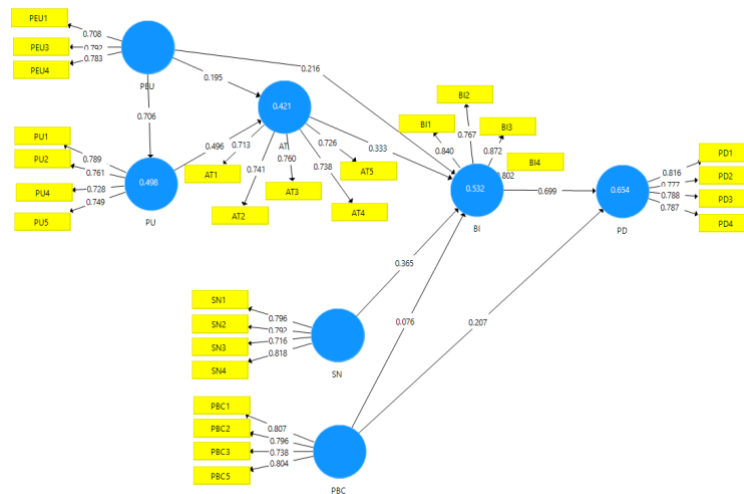 PEU1
PEU3
PEU4
0.708
0.792
0.783
PEU
0.195
0.216
0.706
PU1
PU2
PU4
PU5
0.789
0.761
0.728
0.749
0.498
PU
0.496
0.421
AT
0.713
0.741
0.760
0.738
0.726
AT1
AT2
AT3
AT4
AT5
0.333
BI1
BI2
BI3
BI4
0.840
0.767
0.872
0.802
0.532
BI
0.699
0.654
PD
0.816
0.777
0.788
0.787
PD1
PD2
PD3
PD4
0.365
0.076
0.207
SN1
SN2
SN3
SN4
0.796
0.792
0.716
0.818
SN
PBC1
PBC2
PBC3
PBC5
0.807
0.796
0.738
0.804
PBC